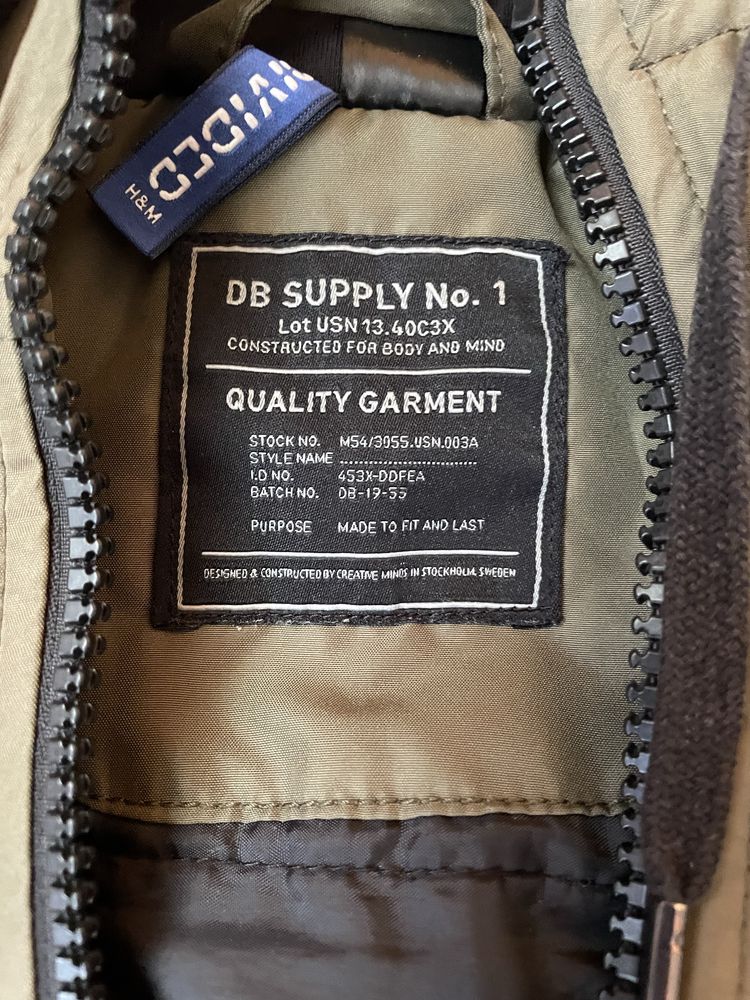 DIVIDED
H&M
DB SUPPLY No. 1
Lot USN 13.40C3X
CONSTRUCTED FOR BODY AND MIND
QUALITY GARMENT
STOCK NO. M54/3055.USN.003A
STYLE NAME ..............................
I.D NO. 453X-DDFEA
BATCH NO. DB-19-55
PURPOSE MADE TO FIT AND LAST
DESIGNED & CONSTRUCTED BY CREATIVE MINDS IN STOCKHOLM, SWEDEN